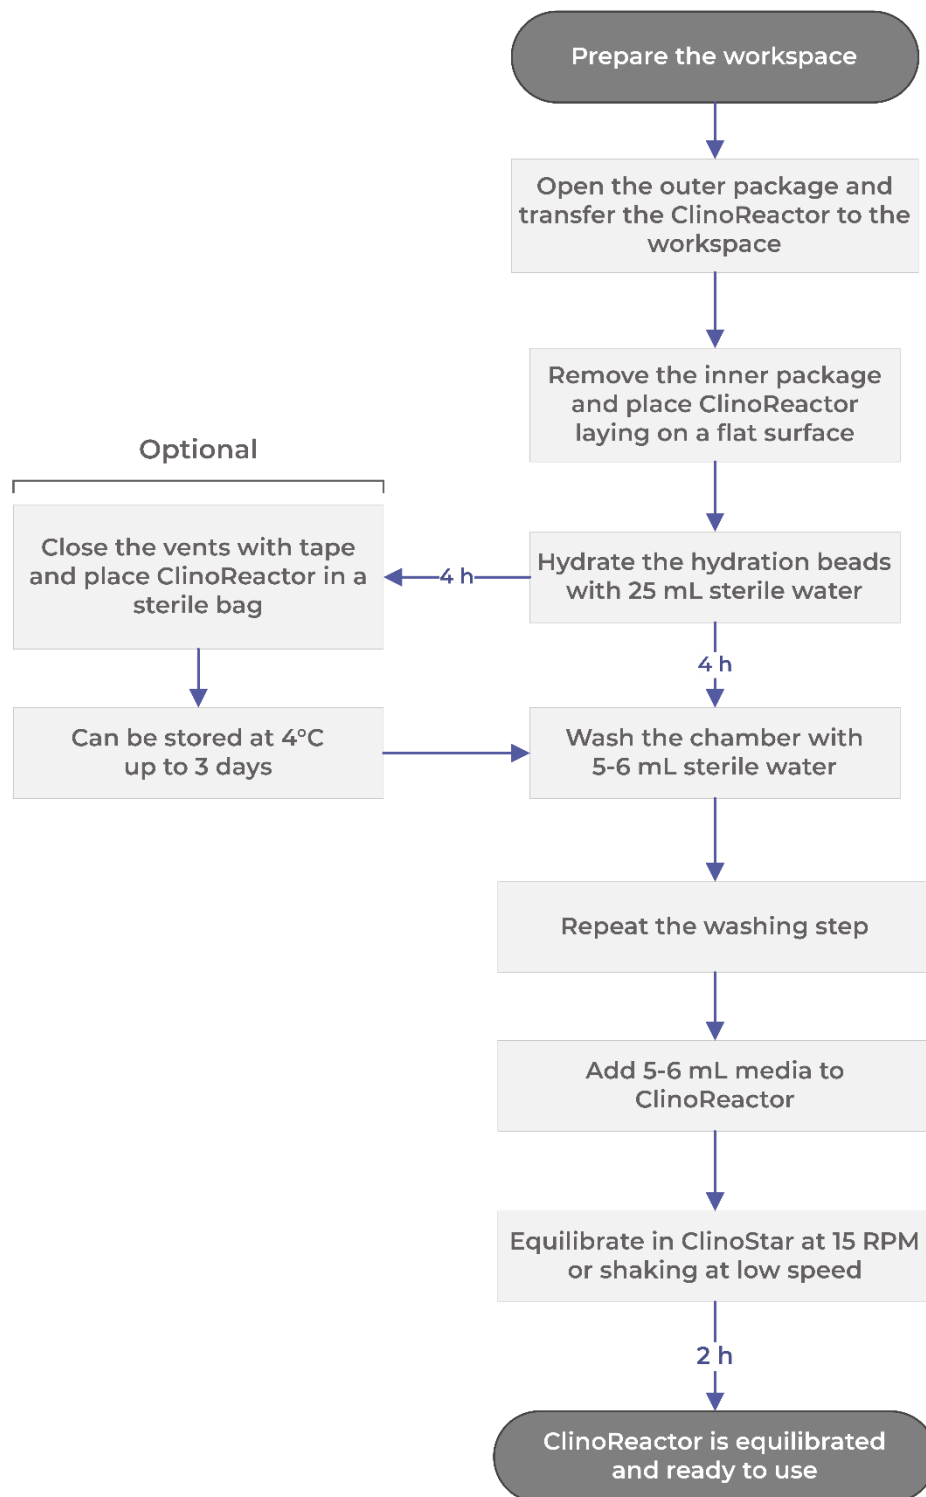 Prepare the workspace
Open the outer package and
transfer the ClinoReactor to the
workspace
Remove the inner package
and place ClinoReactor
laying on a flat surface
Optional
Close the vents with tape
and place ClinoReactor in a
sterile bag
4 h
Hydrate the hydration beads
with 25 mL sterile water
4 h
Can be stored at 4°C
up to 3 days
Wash the chamber with
5-6 mL sterile water
Repeat the washing step
Add 5-6 mL media to
ClinoReactor
Equilibrate in ClinoStar at 15 RPM
or shaking at low speed
2 h
ClinoReactor is equilibrated
and ready to use